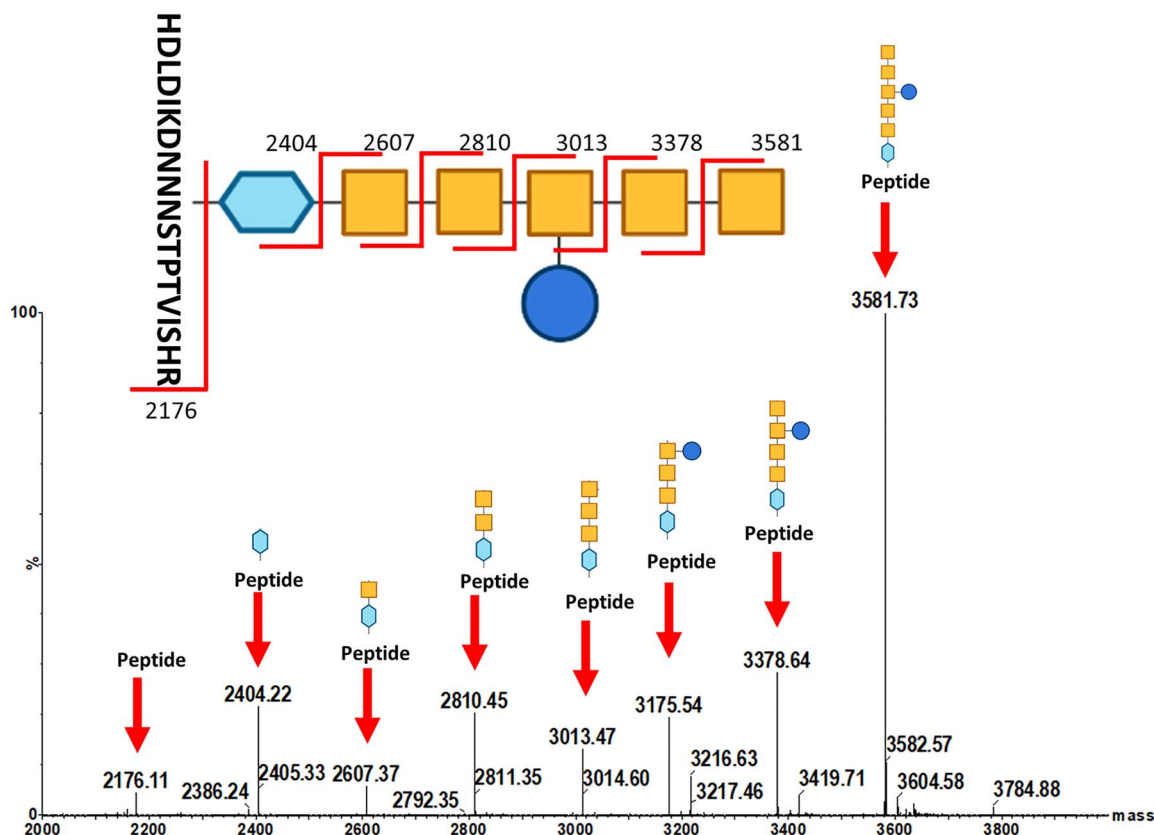 HDLDIKDNNNSTPTVISHR
2404 2607 2810 3013 3378 3581
2176
Peptide
3581.73
Peptide
3378.64
Peptide
3175.54
Peptide
3013.47
Peptide
2810.45
Peptide
2607.37
Peptide
2404.22
Peptide
2176.11
2386.24
2405.33
2792.35
2811.35
3014.60
3216.63
3217.46
3419.71
3582.57
3604.58
3784.88
100
%
0
2000 2200 2400 2600 2800 3000 3200 3400 3600 3800
mass